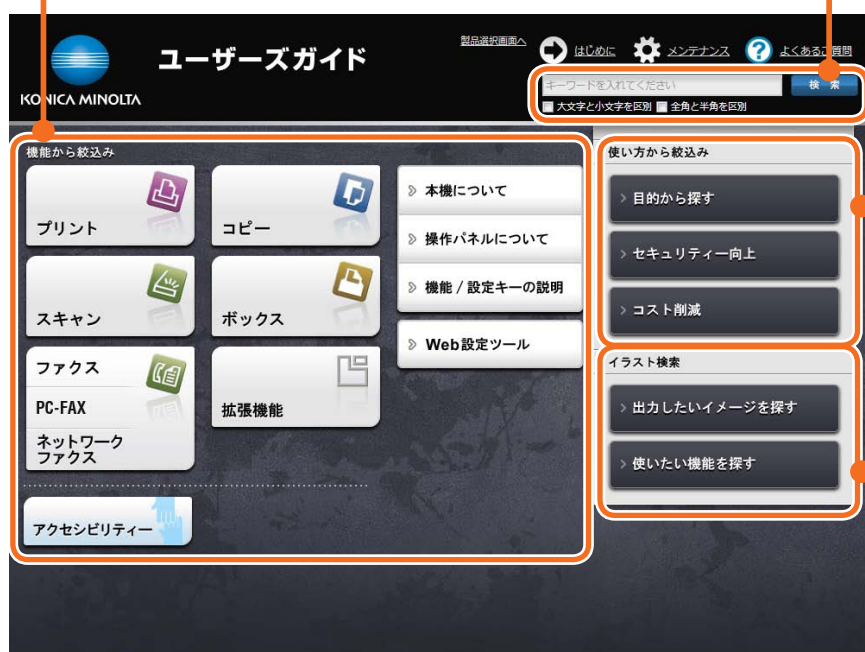 KONICA MINOLTA
ユーザーズガイド
製品選択画面へ
はじめに
メンテナンス
よくあるご質問
キーワードを入れてください
検 索
大文字と小文字を区別
全角と半角を区別
機能から絞込み
プリント
コピー
スキャン
ボックス
ファクス
PC-FAX
ネットワーク
ファクス
拡張機能
アクセシビリティー
本機について
操作パネルについて
機能 / 設定キーの説明
Web設定ツール
使い方から絞込み
目的から探す
セキュリティー向上
コスト削減
イラスト検索
出力したいイメージを探す
使いたい機能を探す